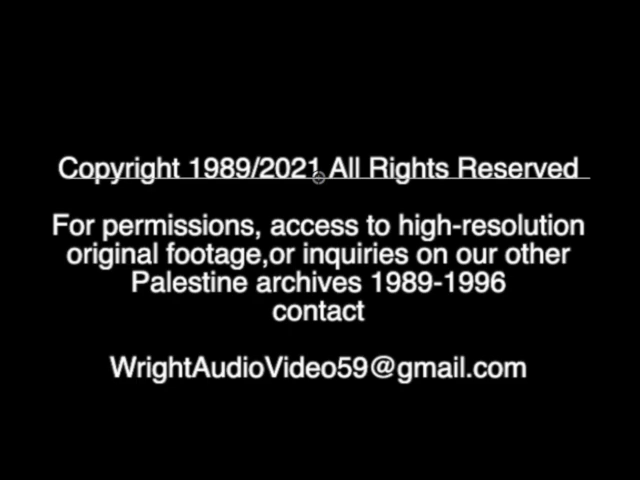 Copyright 1989/2021 All Rights Reserved
For permissions, access to high-resolution
original footage,or inquiries on our other
Palestine archives 1989-1996
contact
WrightAudioVideo59@gmail.com